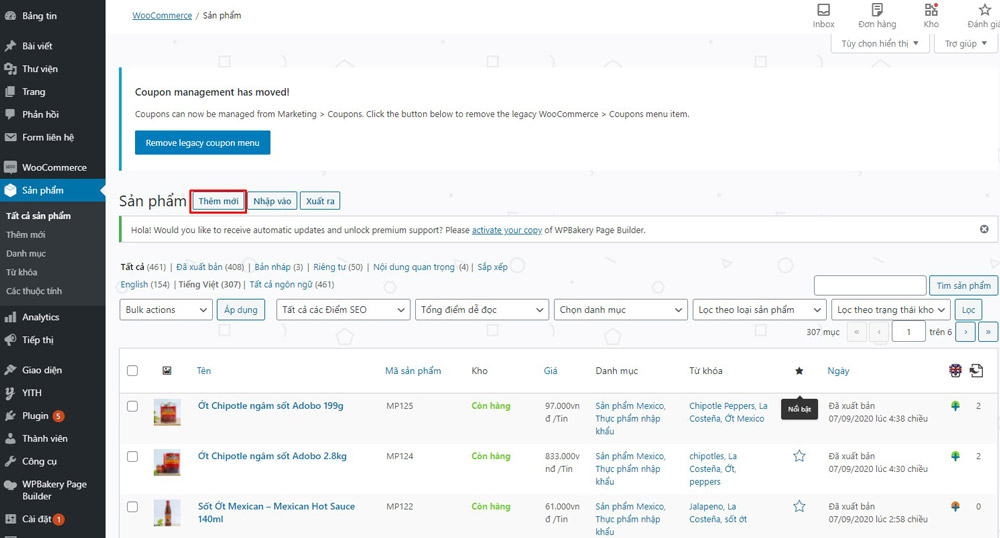 Bảng tin
Bài viết
Thư viện
Trang
Phản hồi
Form liên hệ
WooCommerce
Sản phẩm
Tất cả sản phẩm
Thêm mới
Danh mục
Từ khóa
Các thuộc tính
Analytics
Tiếp thị
Giao diện
YITH
Plugin 5
Thành viên
Công cụ
WPBakery Page
Builder
Cài đặt 1
WooCommerce / Sản phẩm
Inbox
Đơn hàng
Kho
Đánh giá
Tùy chọn hiển thị
Trợ giúp
Coupon management has moved!
Coupons can now be managed from Marketing > Coupons. Click the button below to remove the legacy WooCommerce > Coupons menu item.
Remove legacy coupon menu
Sản phẩm Thêm mới Nhập vào Xuất ra
Hola! Would you like to receive automatic updates and unlock premium support? Please activate your copy of WPBakery Page Builder.
Tất cả (461) | Đã xuất bản (408) | Bản nháp (3) | Riêng tư (50) | Nội dung quan trọng (4) | Sắp xếp
English (154) | Tiếng Việt (307) | Tất cả ngôn ngữ (461)
Tìm sản phẩm
Bulk actions Áp dụng Tất cả các Điểm SEO Tổng điểm dễ đọc Chọn danh mục Lọc theo loại sản phẩm Lọc theo trạng thái kho Lọc
307 mục « ‹ 1 trên 6 › »
Tên Mã sản phẩm Kho Giá Danh mục Từ khóa ★ Ngày
Nổi bật
Ớt Chipotle ngâm sốt Adobo 199g MP125 Còn hàng 97.000vn Sản phẩm Mexico, Chipotle Peppers, La Đã xuất bản 2
đ /Tin Thực phẩm nhập Costeña, Ớt Mexico 07/09/2020 lúc 4:38 chiều
khẩu
Ớt Chipotle ngâm sốt Adobo 2.8kg MP124 Còn hàng 833.000v Sản phẩm Mexico, chipotles, La Đã xuất bản 2
nđ /Tin Thực phẩm nhập Costeña, Ớt, 07/09/2020 lúc 4:30 chiều
khẩu peppers
Sốt Ớt Mexican – Mexican Hot Sauce MP122 Còn hàng 61.000vn Sản phẩm Mexico, Jalapeno, La Đã xuất bản 0
140ml đ /Tin Thực phẩm nhập Costeña, sốt ớt 07/09/2020 lúc 2:58 chiều
khẩu